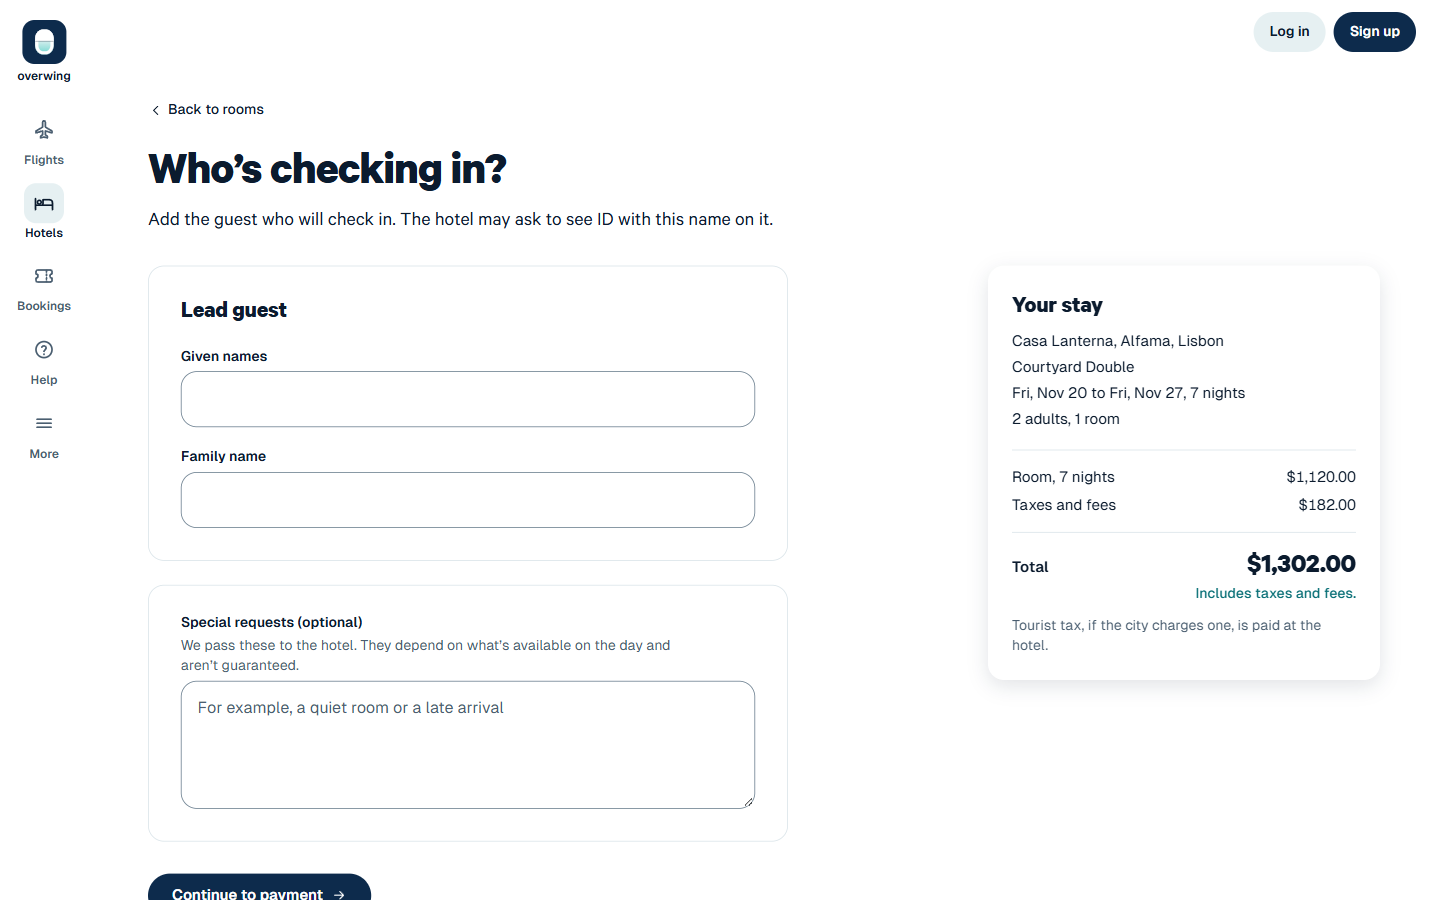 Log in
Sign up
overwing
Flights
Hotels
Bookings
Help
More
Back to rooms
Who’s checking in?
Add the guest who will check in. The hotel may ask to see ID with this name on it.
Lead guest
Given names
Family name
Special requests (optional)
We pass these to the hotel. They depend on what's available on the day and
aren't guaranteed.
For example, a quiet room or a late arrival
Continue to payment
Your stay
Casa Lanterna, Alfama, Lisbon
Courtyard Double
Fri, Nov 20 to Fri, Nov 27, 7 nights
2 adults, 1 room
Room, 7 nights $1,120.00
Taxes and fees $182.00
Total $1,302.00
Includes taxes and fees.
Tourist tax, if the city charges one, is paid at the
hotel.